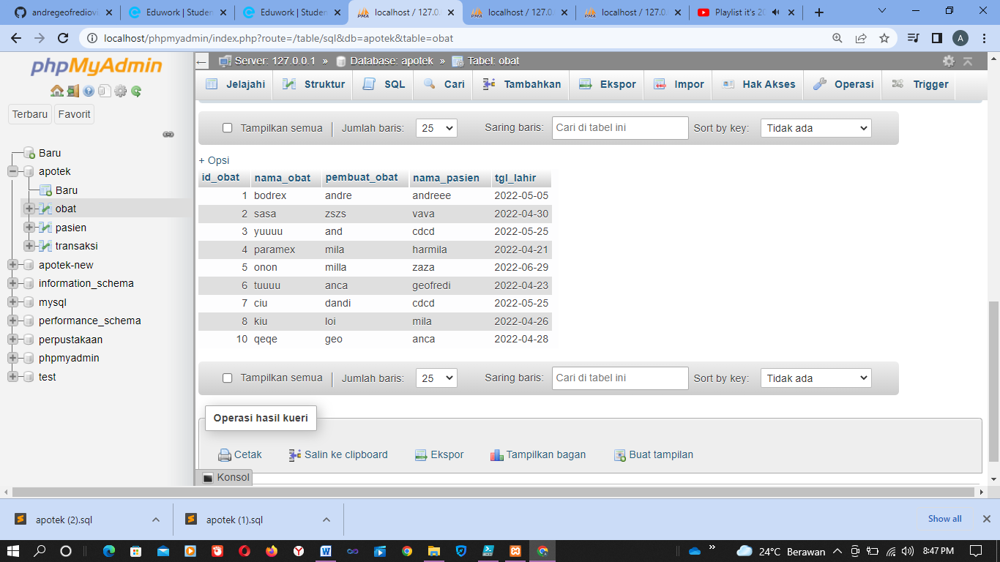 andregeofrediov
Eduwork | Studen
Eduwork | Studen
localhost / 127.0.
localhost / 127.0.
localhost / 127.0.
Playlist it's 20
localhost/phpmyadmin/index.php?route=/table/sql&db=apotek&table=obat
A
phpMyAdmin
Terbaru Favorit
Baru
apotek
Baru
obat
pasien
transaksi
apotek-new
information_schema
mysql
performance_schema
perpustakaan
phpmyadmin
test
Server: 127.0.0.1 » Database: apotek » Tabel: obat
Jelajahi Struktur SQL Cari Tambahkan Ekspor Impor Hak Akses Operasi Trigger
Tampilkan semua | Jumlah baris: 25 Saring baris: Cari di tabel ini Sort by key: Tidak ada
+ Opsi
id_obat nama_obat pembuat_obat nama_pasien tgl_lahir
1 bodrex andre andreee 2022-05-05
2 sasa zszs vava 2022-04-30
3 yuuuu and cdcd 2022-05-25
4 paramex mila harmila 2022-04-21
5 onon milla zaza 2022-06-29
6 tuuuu anca geofredi 2022-04-23
7 ciu dandi cdcd 2022-05-25
8 kiu loi mila 2022-04-26
10 qeqe geo anca 2022-04-28
Tampilkan semua | Jumlah baris: 25 Saring baris: Cari di tabel ini Sort by key: Tidak ada
Operasi hasil kueri
Cetak Salin ke clipboard Ekspor Tampilkan bagan Buat tampilan
Konsol
apotek (2).sql apotek (1).sql Show all
24°C Berawan 8:47 PM